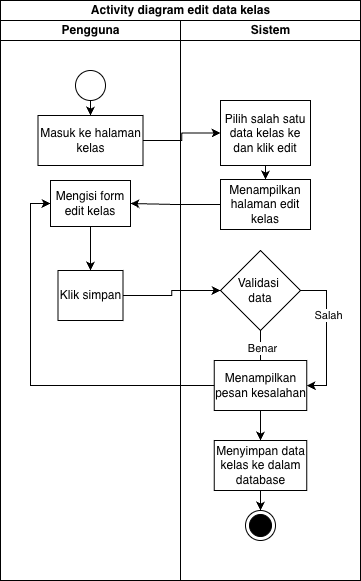 Activity diagram edit data kelas
Pengguna
Sistem
Masuk ke halaman
kelas
Pilih salah satu
data kelas ke
dan klik edit
Mengisi form
edit kelas
Menampilkan
halaman edit
kelas
Klik simpan
Validasi
data
Salah
Benar
Menampilkan
pesan kesalahan
Menyimpan data
kelas ke dalam
database